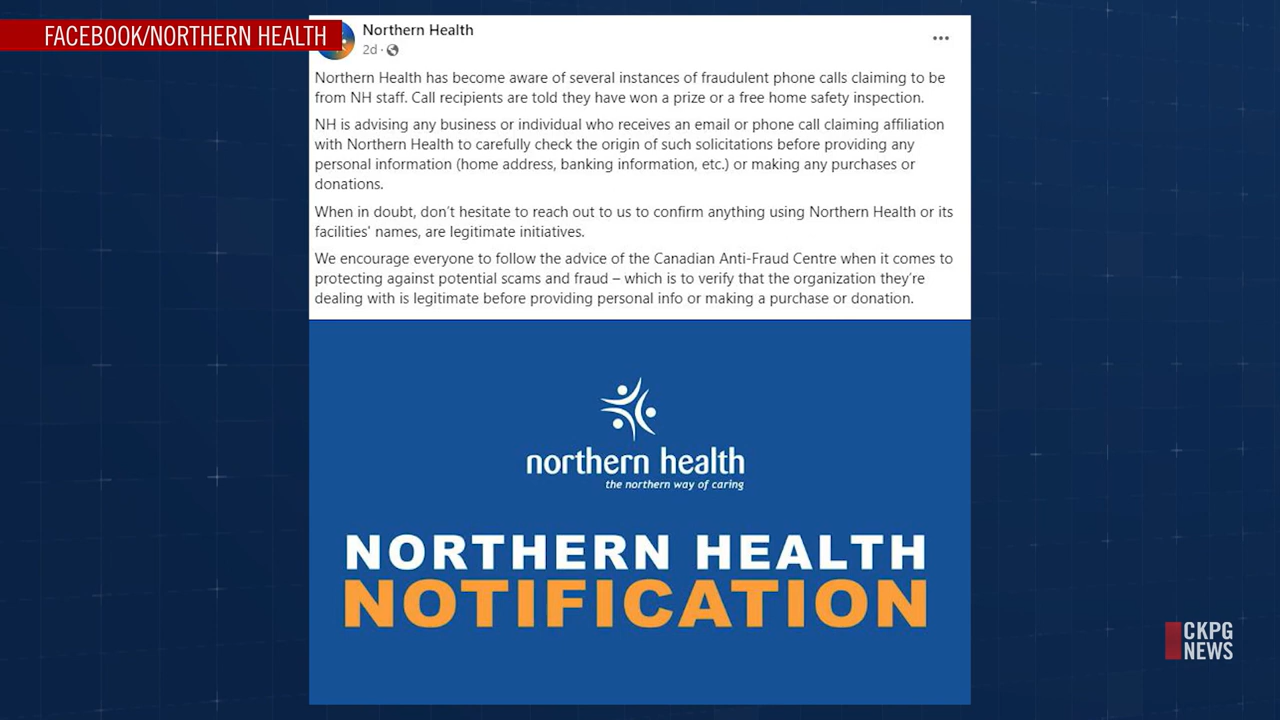 FACEBOOK/NORTHERN HEALTH
Northern Health
2d ·
Northern Health has become aware of several instances of fraudulent phone calls claiming to be
from NH staff. Call recipients are told they have won a prize or a free home safety inspection.
NH is advising any business or individual who receives an email or phone call claiming affiliation
with Northern Health to carefully check the origin of such solicitations before providing any
personal information (home address, banking information, etc.) or making any purchases or
donations.
When in doubt, don't hesitate to reach out to us to confirm anything using Northern Health or its
facilities' names, are legitimate initiatives.
We encourage everyone to follow the advice of the Canadian Anti-Fraud Centre when it comes to
protecting against potential scams and fraud – which is to verify that the organization they're
dealing with is legitimate before providing personal info or making a purchase or donation.
northern health
the northern way of caring
NORTHERN HEALTH
NOTIFICATION
CKPG
NEWS